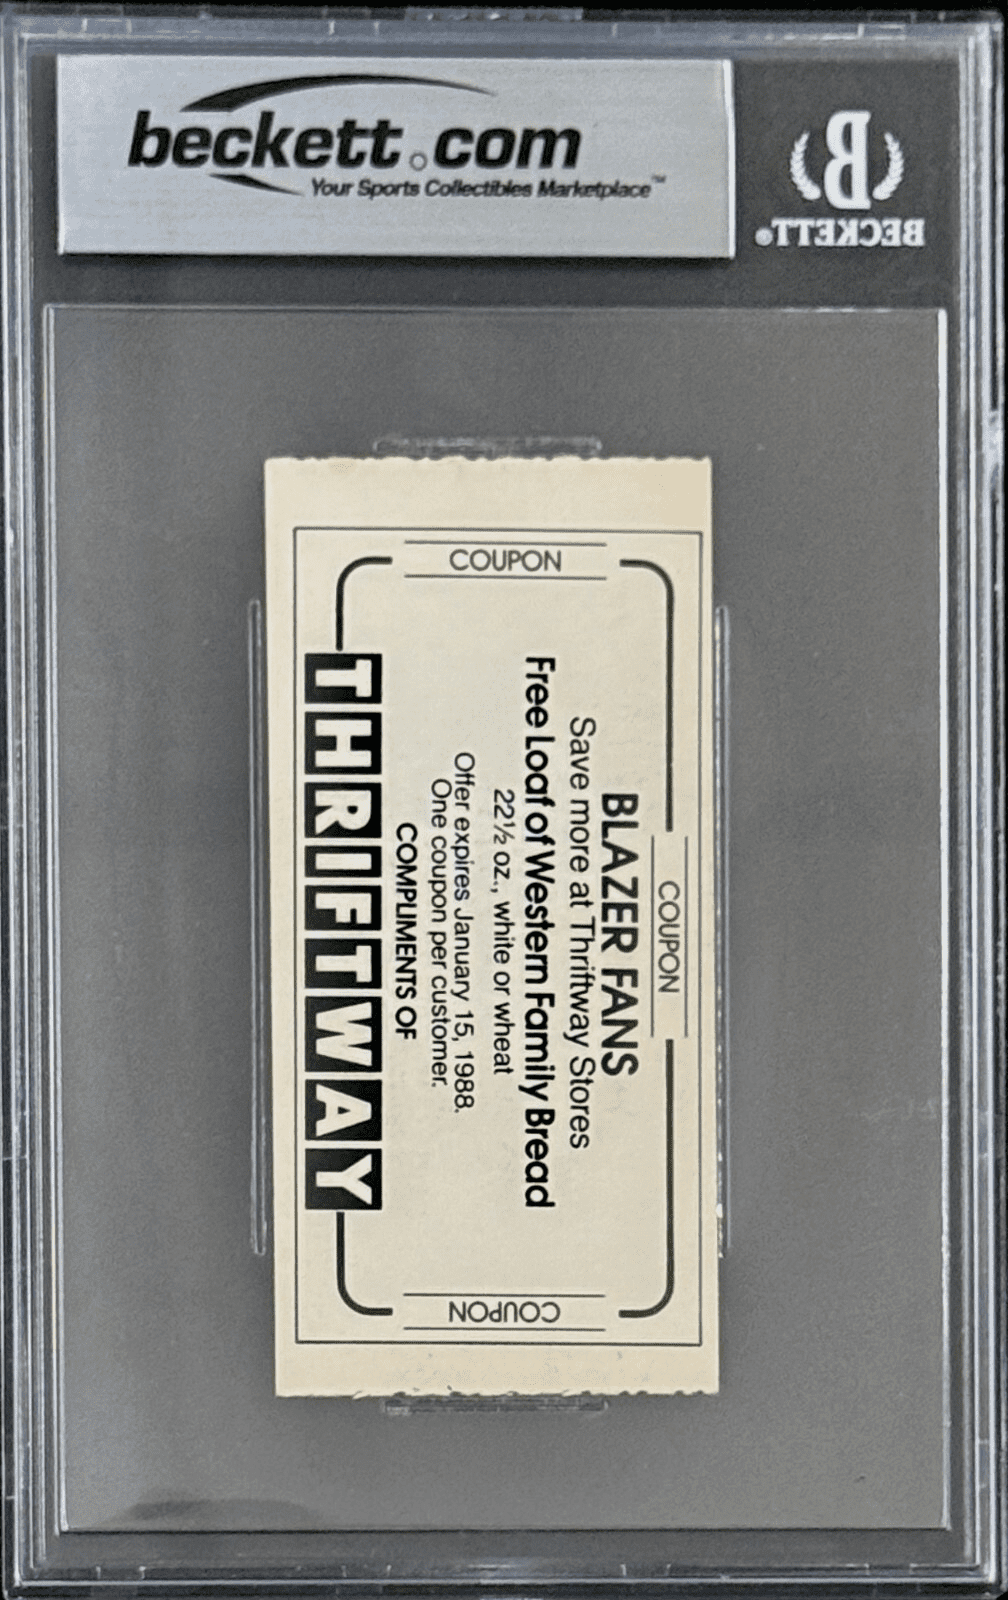 beckett.com
Your Sports Collectibles Marketplace™
B
BECKETT®
COUPON
COUPON
BLAZER FANS
Save more at Thriftway Stores
Free Loaf of Western Family Bread
22½ oz., white or wheat
Offer expires January 15, 1988.
One coupon per customer.
COMPLIMENTS OF
THRIFTWAY
COUPON